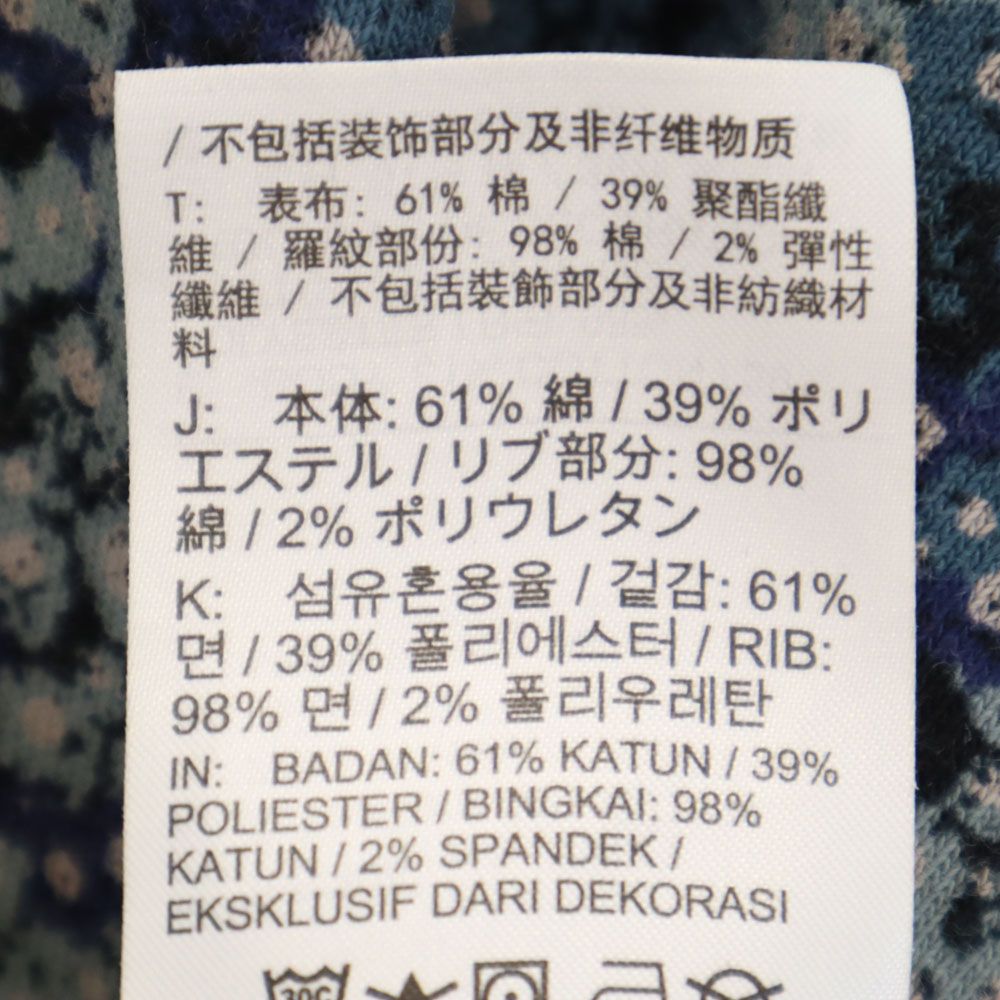 / 不包括装饰部分及非纤维物质
T: 表布: 61% 棉 / 39% 聚酯纖
維 / 羅紋部份: 98% 棉 / 2% 彈性
纖維 / 不包括裝飾部分及非紡織材
料
J: 本体: 61% 綿 / 39% ポリ
エステル / リブ部分: 98%
綿 / 2% ポリウレタン
K: 섬유혼용율 / 겉감: 61%
면 / 39% 폴리에스터 / RIB:
98% 면 / 2% 폴리우레탄
IN: BADAN: 61% KATUN / 39%
POLIESTER / BINGKAI: 98%
KATUN / 2% SPANDEK /
EKSKLUSIF DARI DEKORASI
30C